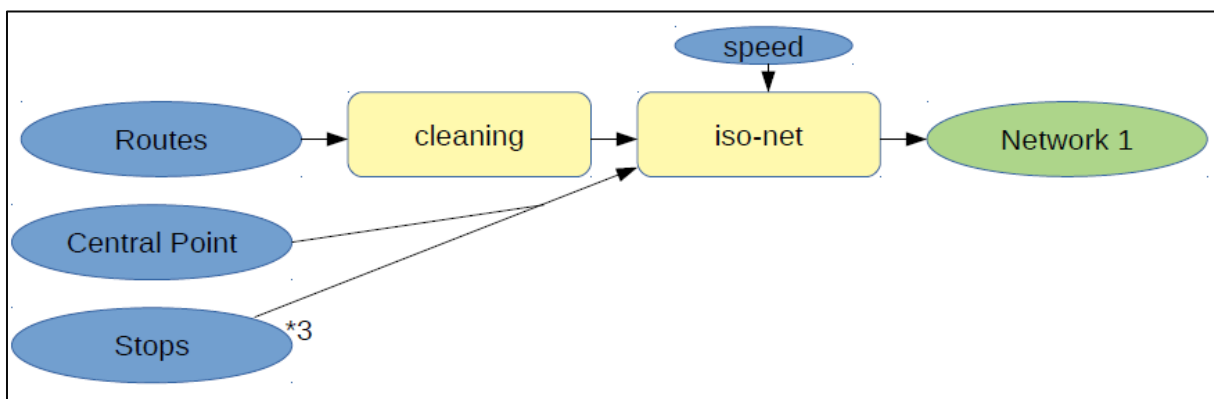 speed
Routes
cleaning
iso-net
Network 1
Central Point
Stops
*3